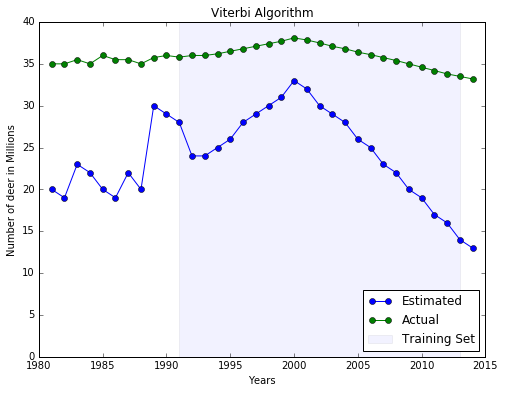 Viterbi Algorithm
Number of deer in Millions
40
35
30
25
20
15
10
5
0
1980
1985
1990
1995
2000
2005
2010
2015
Years
Estimated
Actual
Training Set